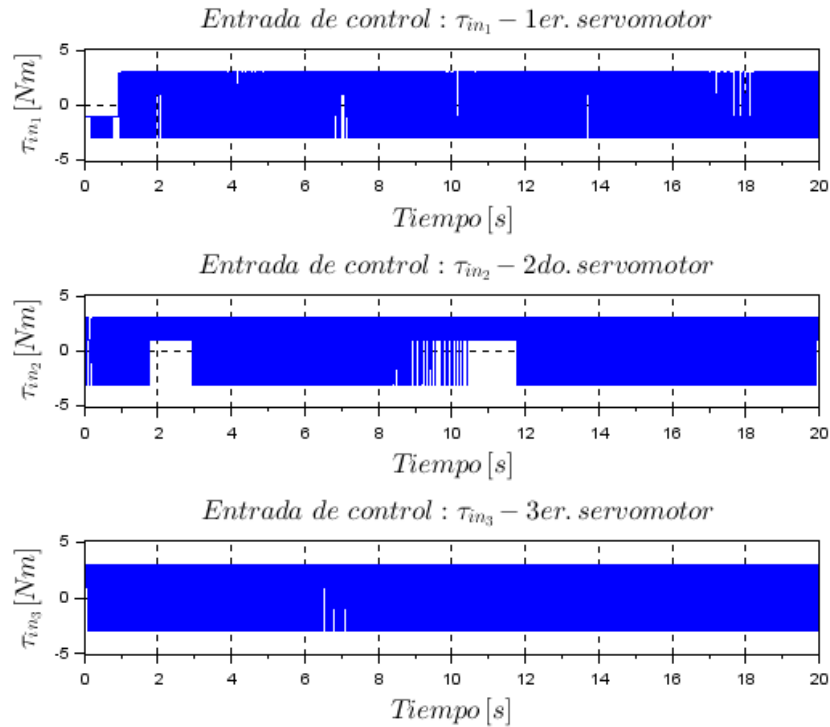 Entrada de control : τin₁ − 1er. servomotor
5
0
-5
τin₁ [Nm]
0 2 4 6 8 10 12 14 16 18 20
Tiempo [s]
Entrada de control : τin₂ − 2do. servomotor
5
0
-5
τin₂ [Nm]
0 2 4 6 8 10 12 14 16 18 20
Tiempo [s]
Entrada de control : τin₃ − 3er. servomotor
5
0
-5
τin₃ [Nm]
0 2 4 6 8 10 12 14 16 18 20
Tiempo [s]